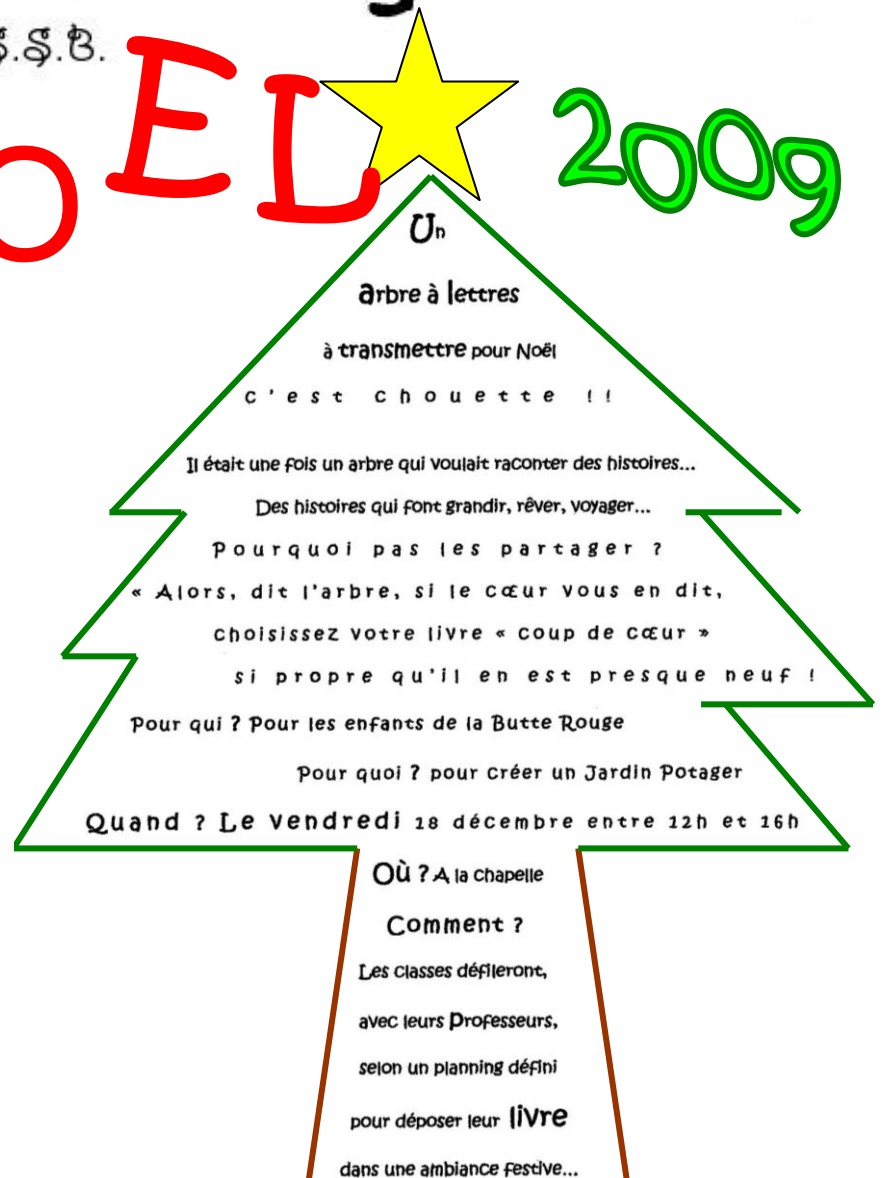 S.S.B.
OEL 2009
Un
arbre à lettres
à transmettre pour Noël
c'est chouette !!
Il était une fois un arbre qui voulait raconter des histoires...
Des histoires qui font grandir, rêver, voyager...
Pourquoi pas les partager ?
« Alors, dit l'arbre, si le cœur vous en dit,
choisissez votre livre « coup de cœur »
si propre qu'il en est presque neuf !
Pour qui ? Pour les enfants de la Butte Rouge
Pour quoi ? pour créer un Jardin Potager
Quand ? Le vendredi 18 décembre entre 12h et 16h
Où ? A la chapelle
Comment ?
Les classes défileront,
avec leurs Professeurs,
selon un planning défini
pour déposer leur livre
dans une ambiance festive...